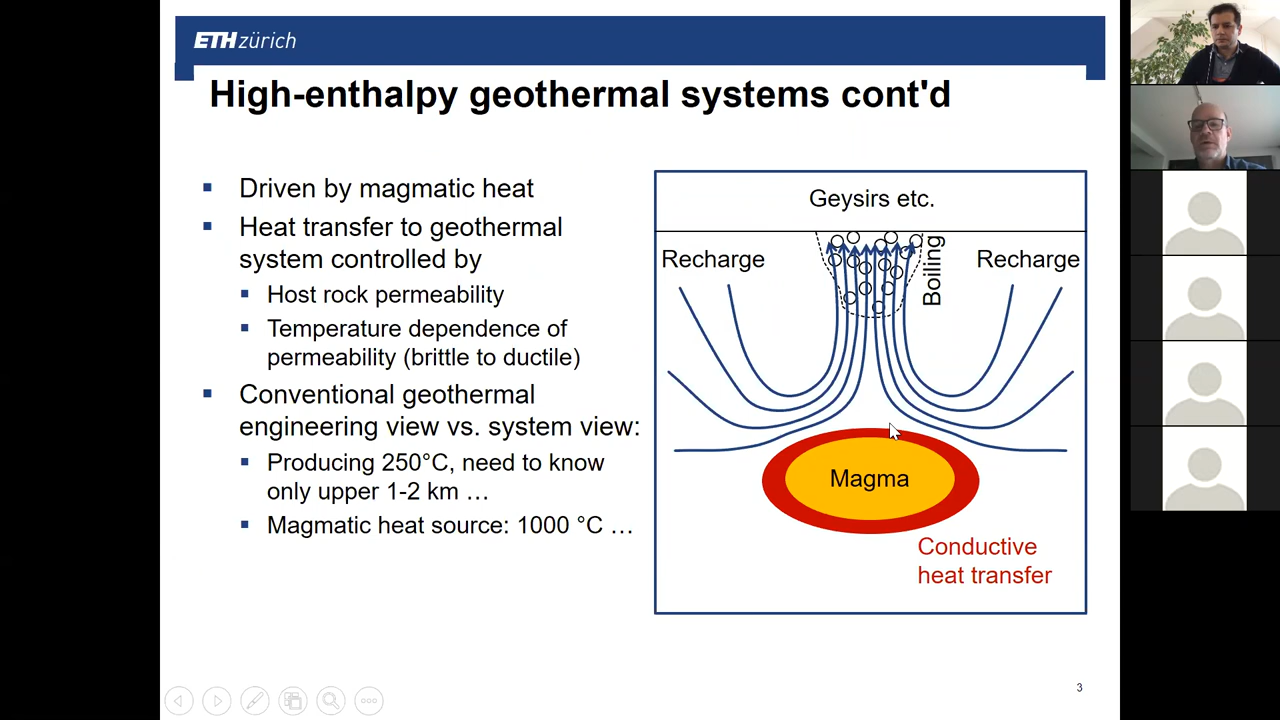 ETH zürich
High-enthalpy geothermal systems cont'd
Driven by magmatic heat
Heat transfer to geothermal
system controlled by
Host rock permeability
Temperature dependence of
permeability (brittle to ductile)
Conventional geothermal
engineering view vs. system view:
Producing 250°C, need to know
only upper 1-2 km …
Magmatic heat source: 1000 °C …
Geysirs etc.
Recharge
Boiling
Recharge
Magma
Conductive
heat transfer
3